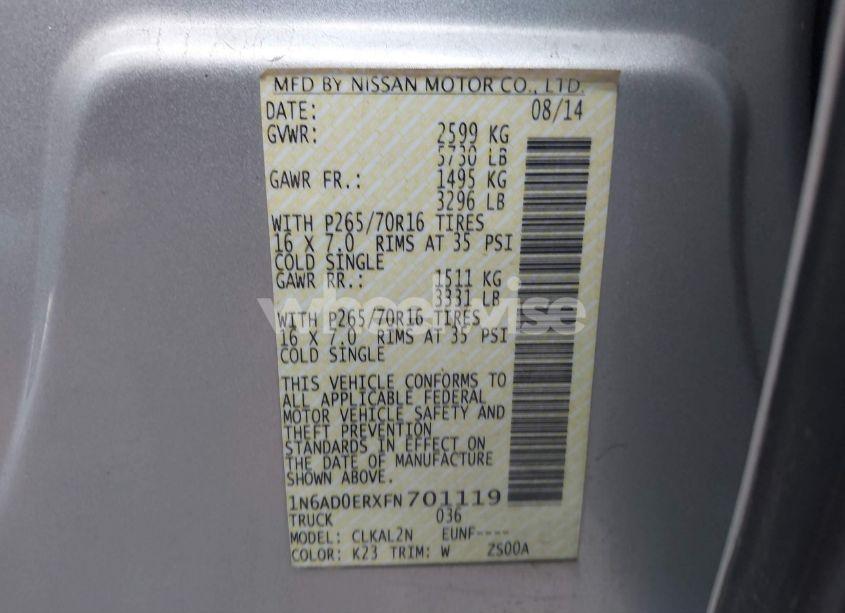 MFD BY NISSAN MOTOR CO., LTD.
DATE: 08/14
GVWR: 2599 KG
5730 LB
GAWR FR.: 1495 KG
3296 LB
WITH P265/70R16 TIRES
16 X 7.0 RIMS AT 35 PSI
COLD SINGLE
GAWR RR.: 1511 KG
3331 LB
wheelwise
WITH P265/70R16 TIRES
16 X 7.0 RIMS AT 35 PSI
COLD SINGLE
THIS VEHICLE CONFORMS TO
ALL APPLICABLE FEDERAL
MOTOR VEHICLE SAFETY AND
THEFT PREVENTION
STANDARDS IN EFFECT ON
THE DATE OF MANUFACTURE
SHOWN ABOVE.
1N6AD0ERXFN701119
TRUCK 036
MODEL: CLKAL2N EUNF----
COLOR: K23 TRIM: W ZS00A